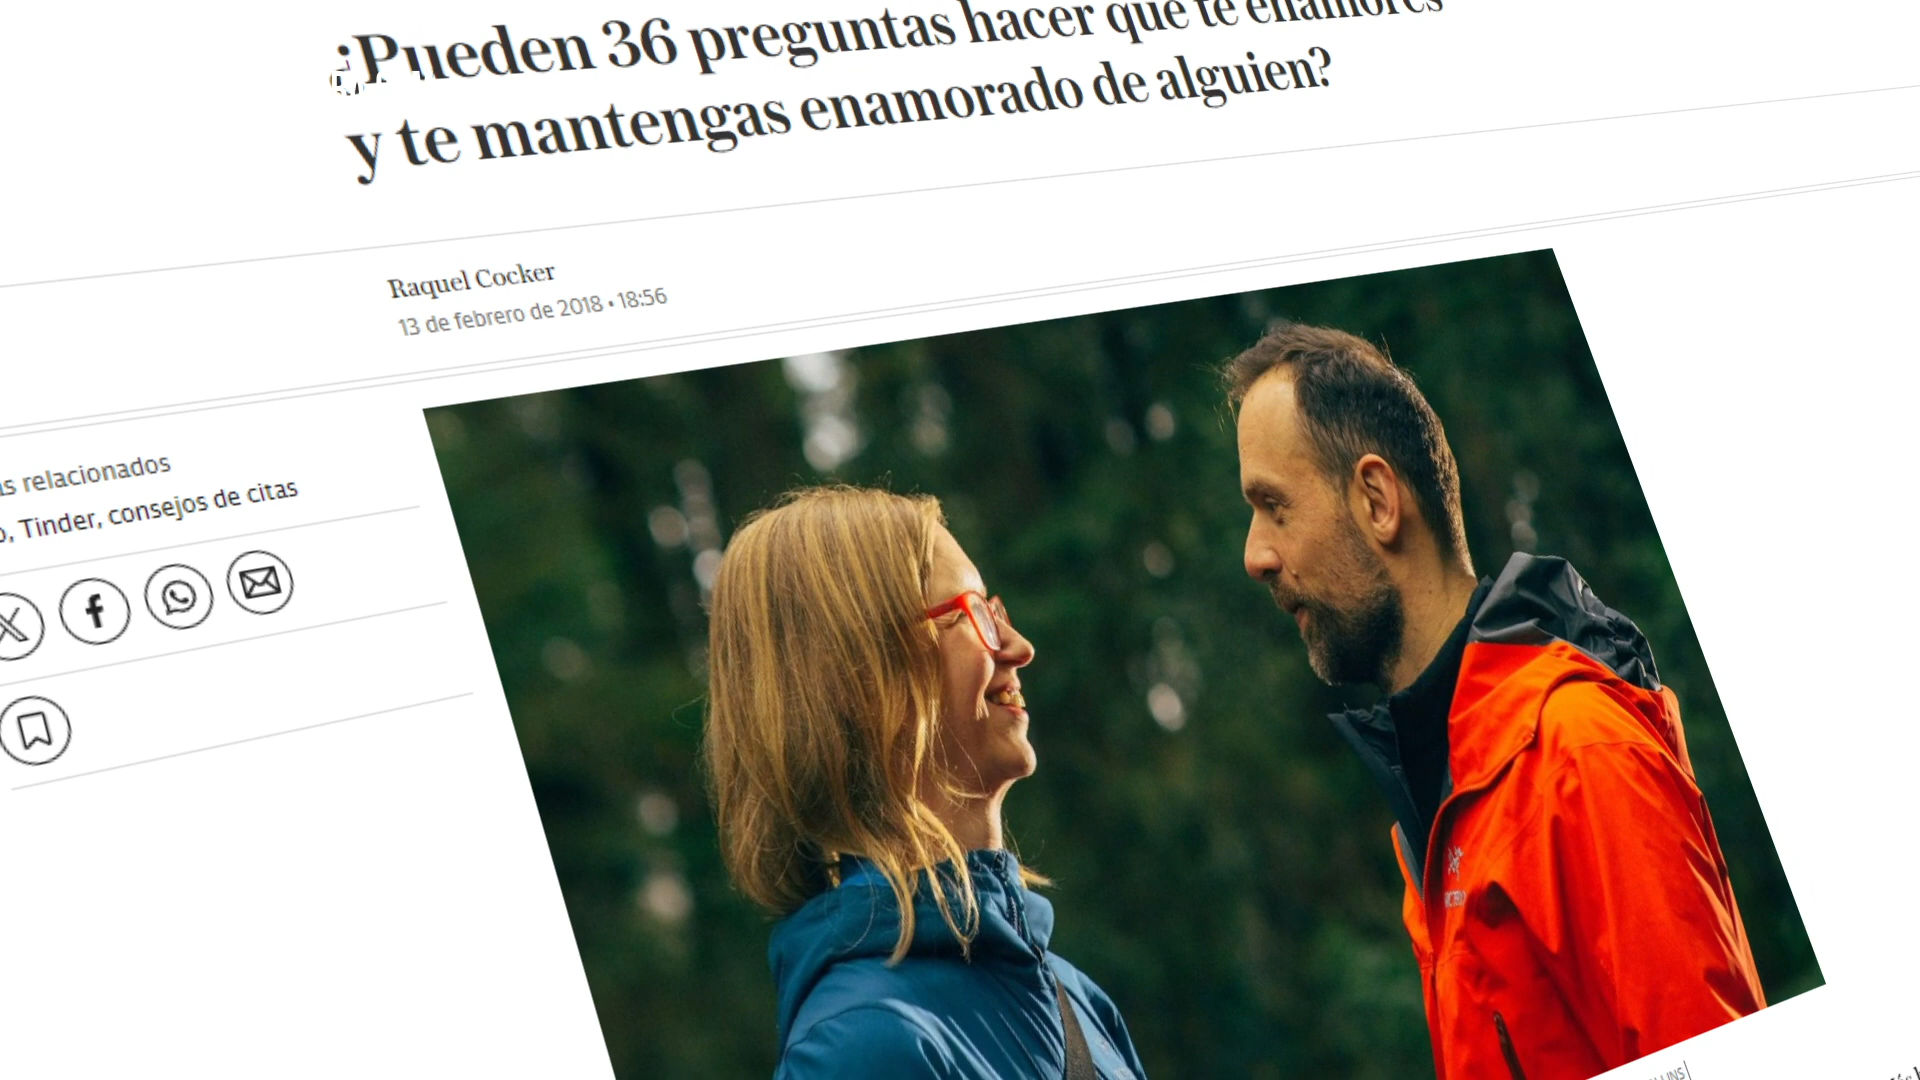 ¿Pueden 36 preguntas hacer que te enamores
y te mantengas enamorado de alguien?
Raquel Cocker
13 de febrero de 2018 • 18:56
relacionados
Tinder, consejos de citas